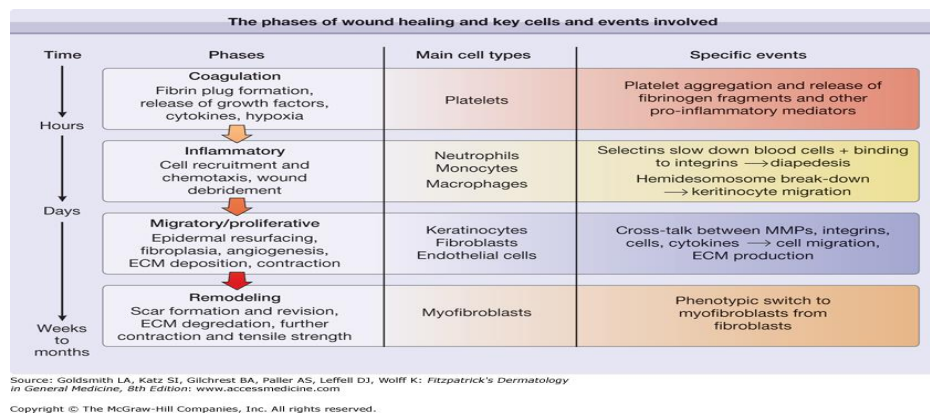 The phases of wound healing and key cells and events involved
Time
Phases
Main cell types
Specific events
Coagulation
Fibrin plug formation,
release of growth factors,
cytokines, hypoxia
Platelets
Platelet aggregation and release of
fibrinogen fragments and other
pro-inflammatory mediators
Hours
Inflammatory
Cell recruitment and
chemotaxis, wound
debridement
Neutrophils
Monocytes
Macrophages
Selectins slow down blood cells + binding
to integrins → diapedesis
Hemidesomosome break-down
→ keritinocyte migration
Days
Migratory/proliferative
Epidermal resurfacing,
fibroplasia, angiogenesis,
ECM deposition, contraction
Keratinocytes
Fibroblasts
Endothelial cells
Cross-talk between MMPs, integrins,
cells, cytokines → cell migration,
ECM production
Remodeling
Scar formation and revision,
ECM degradation, further
contraction and tensile strength
Myofibroblasts
Phenotypic switch to
myofibroblasts from
fibroblasts
Weeks
to
months
Source: Goldsmith LA, Katz SI, Gilchrest BA, Paller AS, Leffell DJ, Wolff K: Fitzpatrick's Dermatology
in General Medicine, 8th Edition: www.accessmedicine.com
Copyright © The McGraw-Hill Companies, Inc. All rights reserved.